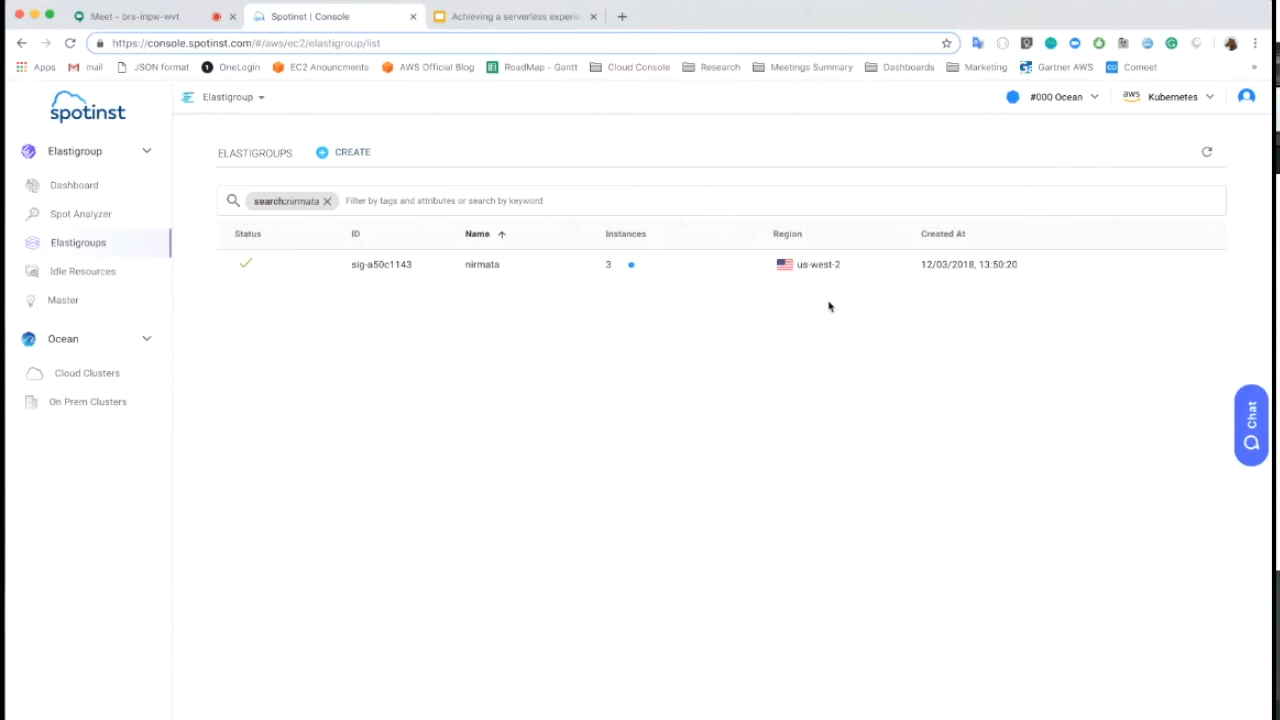 Meet - brs-inpw-wvt
Spotinst | Console
Achieving a serverless experi
https://console.spotinst.com/#/aws/ec2/elastigroup/list
Apps
mail
JSON format
OneLogin
EC2 Anouncments
AWS Official Blog
RoadMap - Gantt
Cloud Console
Research
Meetings Summary
Dashboards
Marketing
Gartner AWS
Comeet
»
spotinst
Elastigroup
#000 Ocean
aws
Kubernetes
Elastigroup
Dashboard
Spot Analyzer
Elastigroups
Idle Resources
Master
Ocean
Cloud Clusters
On Prem Clusters
ELASTIGROUPS
CREATE
search:nirmata
Filter by tags and attributes or search by keyword
Status ID Name Instances Region Created At
sig-a50c1143 nirmata 3 us-west-2 12/03/2018, 13:50:20
Chat